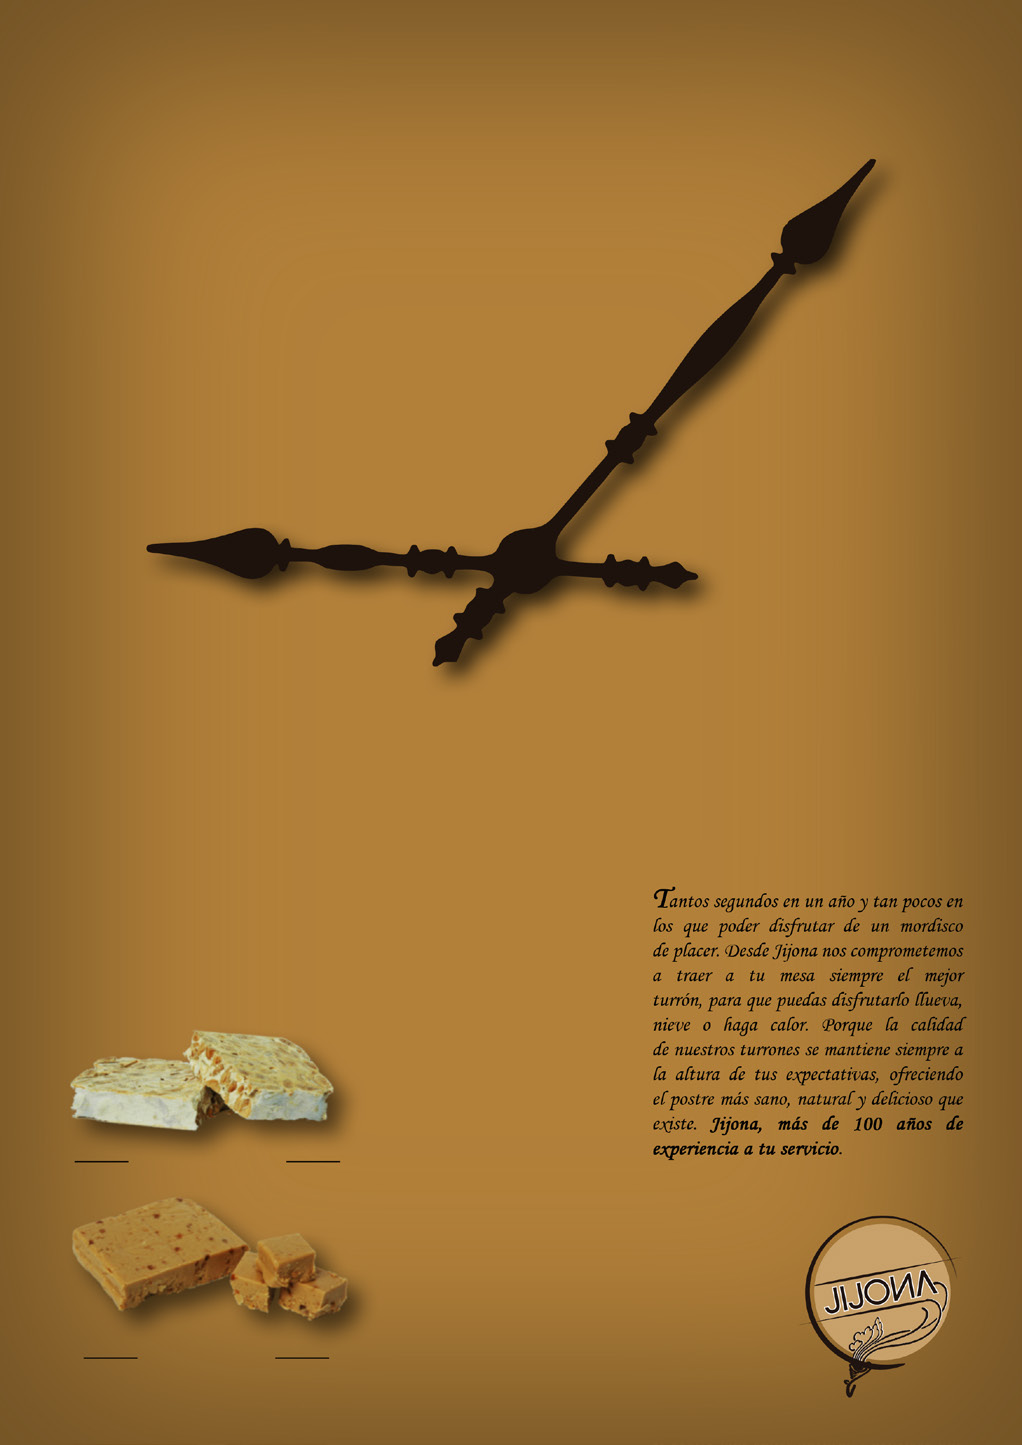 Tantos segundos en un año y tan pocos en
los que poder disfrutar de un mordisco
de placer. Desde Jijona nos comprometemos
a traer a tu mesa siempre el mejor
turrón, para que puedas disfrutarlo llueva,
nieve o haga calor. Porque la calidad
de nuestros turrones se mantiene siempre a
la altura de tus expectativas, ofreciendo
el postre más sano, natural y delicioso que
existe. Jijona, más de 100 años de
experiencia a tu servicio.
JIJONA